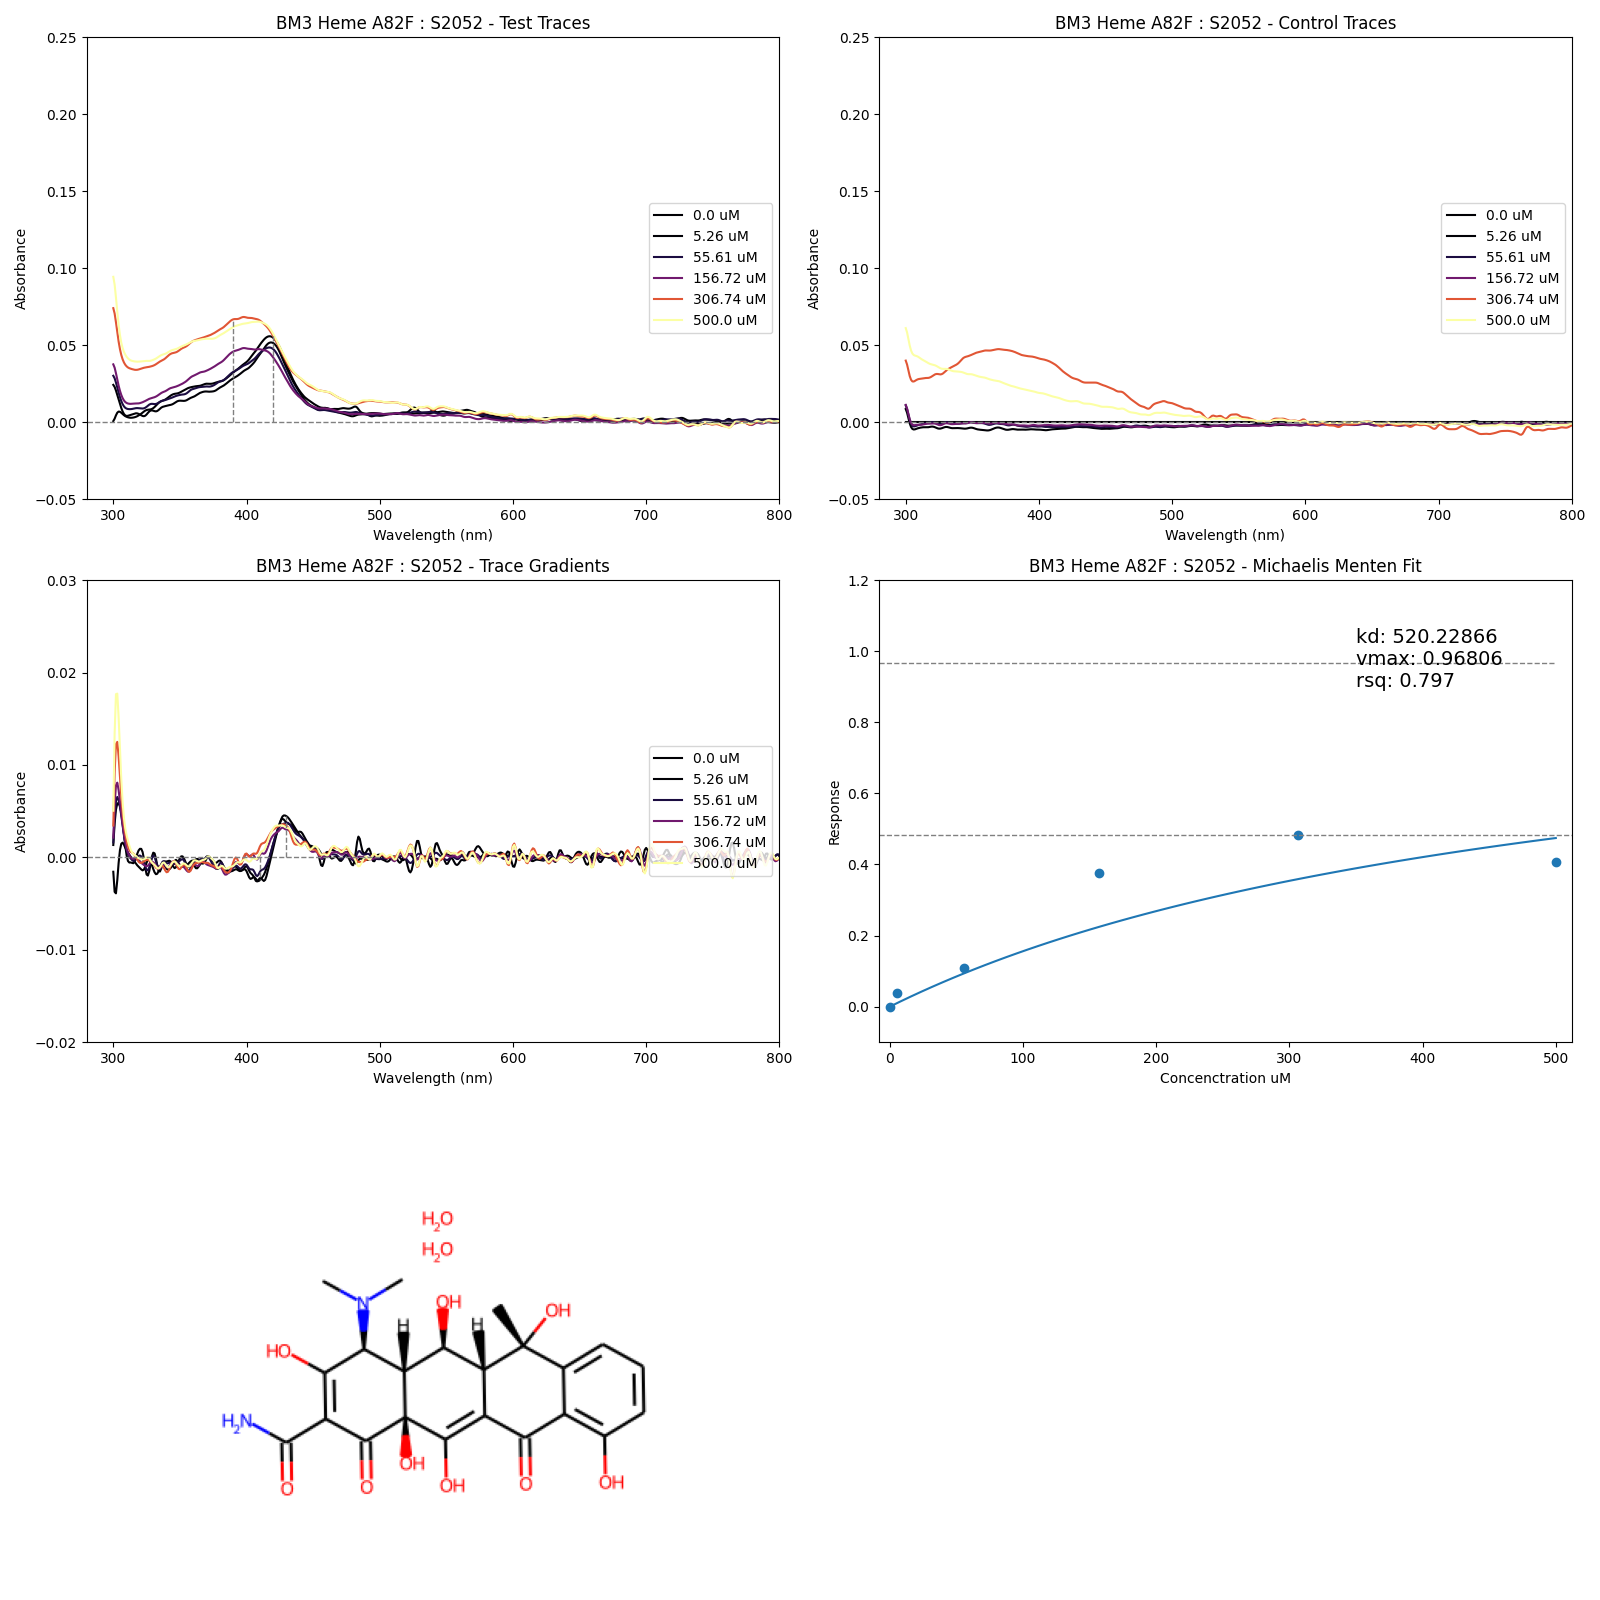 BM3 Heme A82F : S2052 - Test Traces
Absorbance
0.25
0.20
0.15
0.10
0.05
0.00
−0.05
300 400 500 600 700 800
Wavelength (nm)
0.0 uM
5.26 uM
55.61 uM
156.72 uM
306.74 uM
500.0 uM
BM3 Heme A82F : S2052 - Control Traces
Absorbance
0.25
0.20
0.15
0.10
0.05
0.00
−0.05
300 400 500 600 700 800
Wavelength (nm)
0.0 uM
5.26 uM
55.61 uM
156.72 uM
306.74 uM
500.0 uM
BM3 Heme A82F : S2052 - Trace Gradients
Absorbance
0.03
0.02
0.01
0.00
−0.01
−0.02
300 400 500 600 700 800
Wavelength (nm)
0.0 uM
5.26 uM
55.61 uM
156.72 uM
306.74 uM
500.0 uM
BM3 Heme A82F : S2052 - Michaelis Menten Fit
Response
1.2
1.0
0.8
0.6
0.4
0.2
0.0
0 100 200 300 400 500
Concenctration uM
kd: 520.22866
vmax: 0.96806
rsq: 0.797
H2O
H2O
N
OH
OH
H
H
HO
H2N
O
O
OH
OH
O
OH